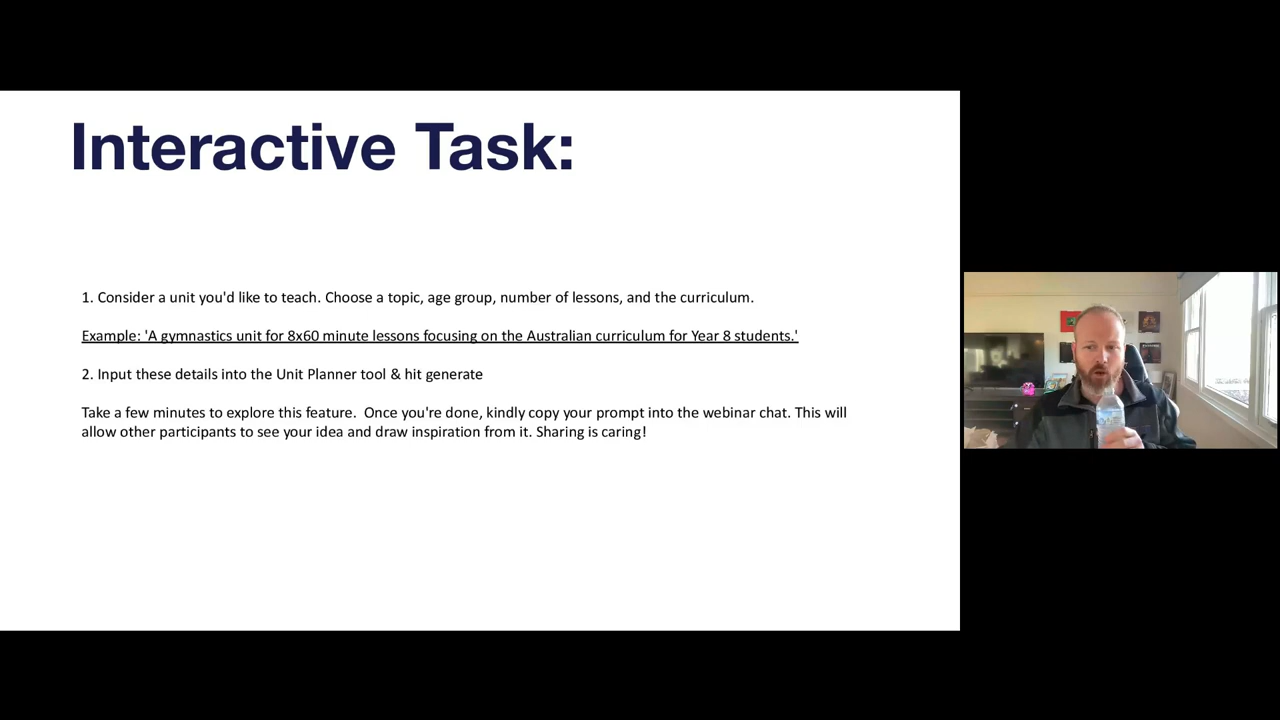 Interactive Task:
1. Consider a unit you'd like to teach. Choose a topic, age group, number of lessons, and the curriculum.
Example: 'A gymnastics unit for 8x60 minute lessons focusing on the Australian curriculum for Year 8 students.'
2. Input these details into the Unit Planner tool & hit generate
Take a few minutes to explore this feature.  Once you're done, kindly copy your prompt into the webinar chat. This will
allow other participants to see your idea and draw inspiration from it. Sharing is caring!